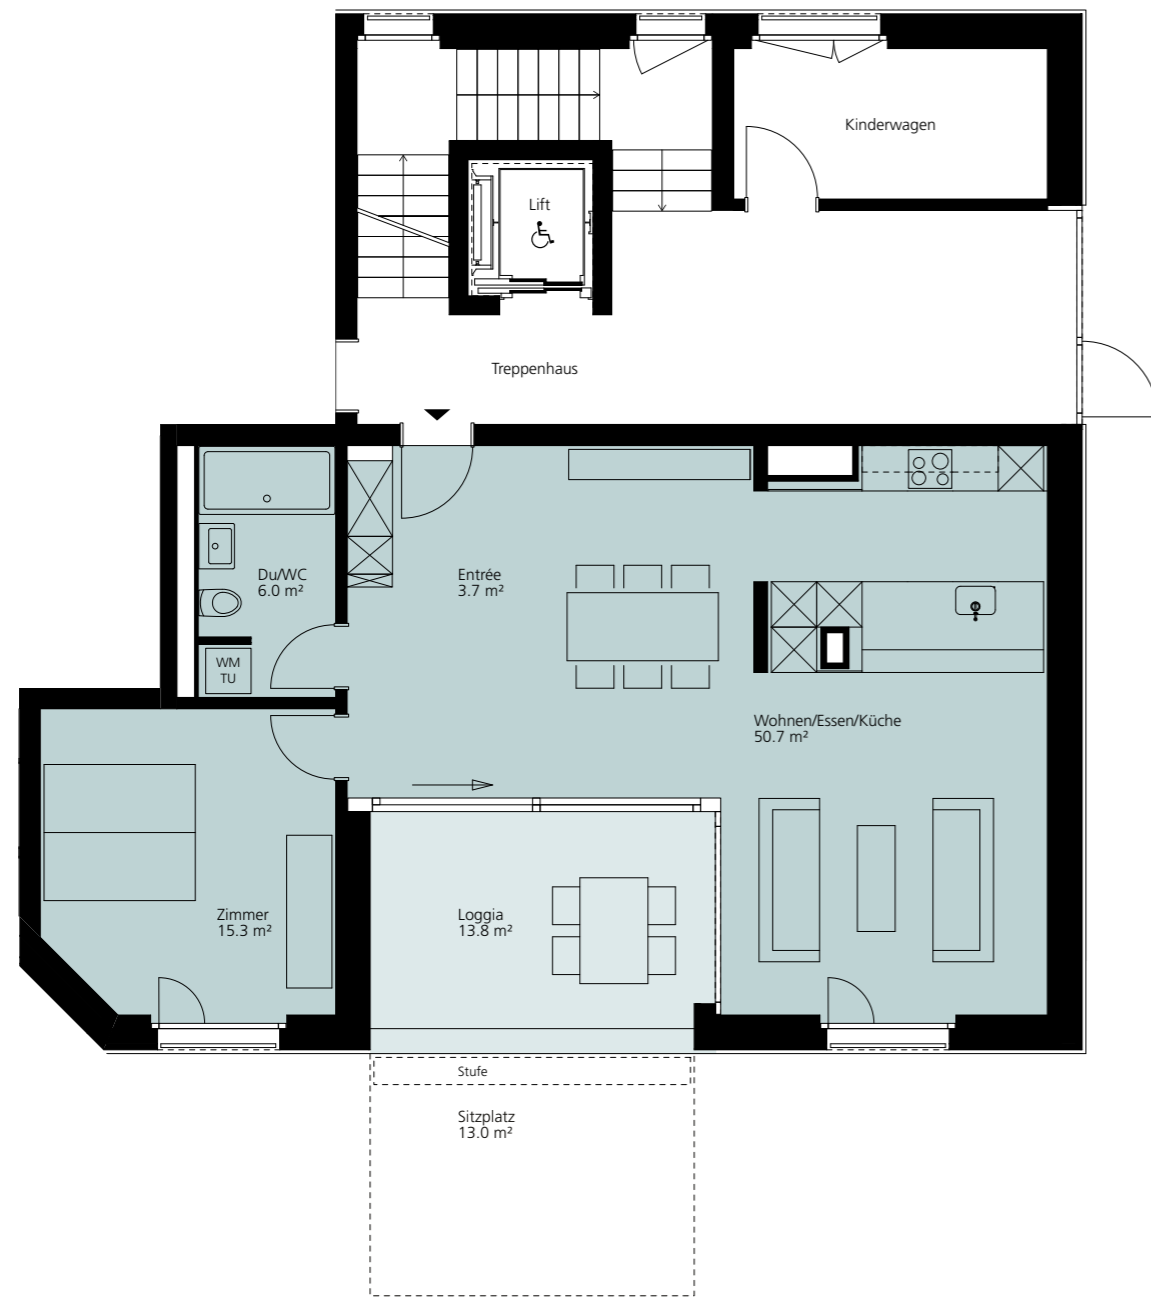 Kinderwagen
Lift
Treppenhaus
Du/WC
6.0 m²
Entrée
3.7 m²
WM
TU
Wohnen/Essen/Küche
50.7 m²
Zimmer
15.3 m²
Loggia
13.8 m²
Stufe
Sitzplatz
13.0 m²